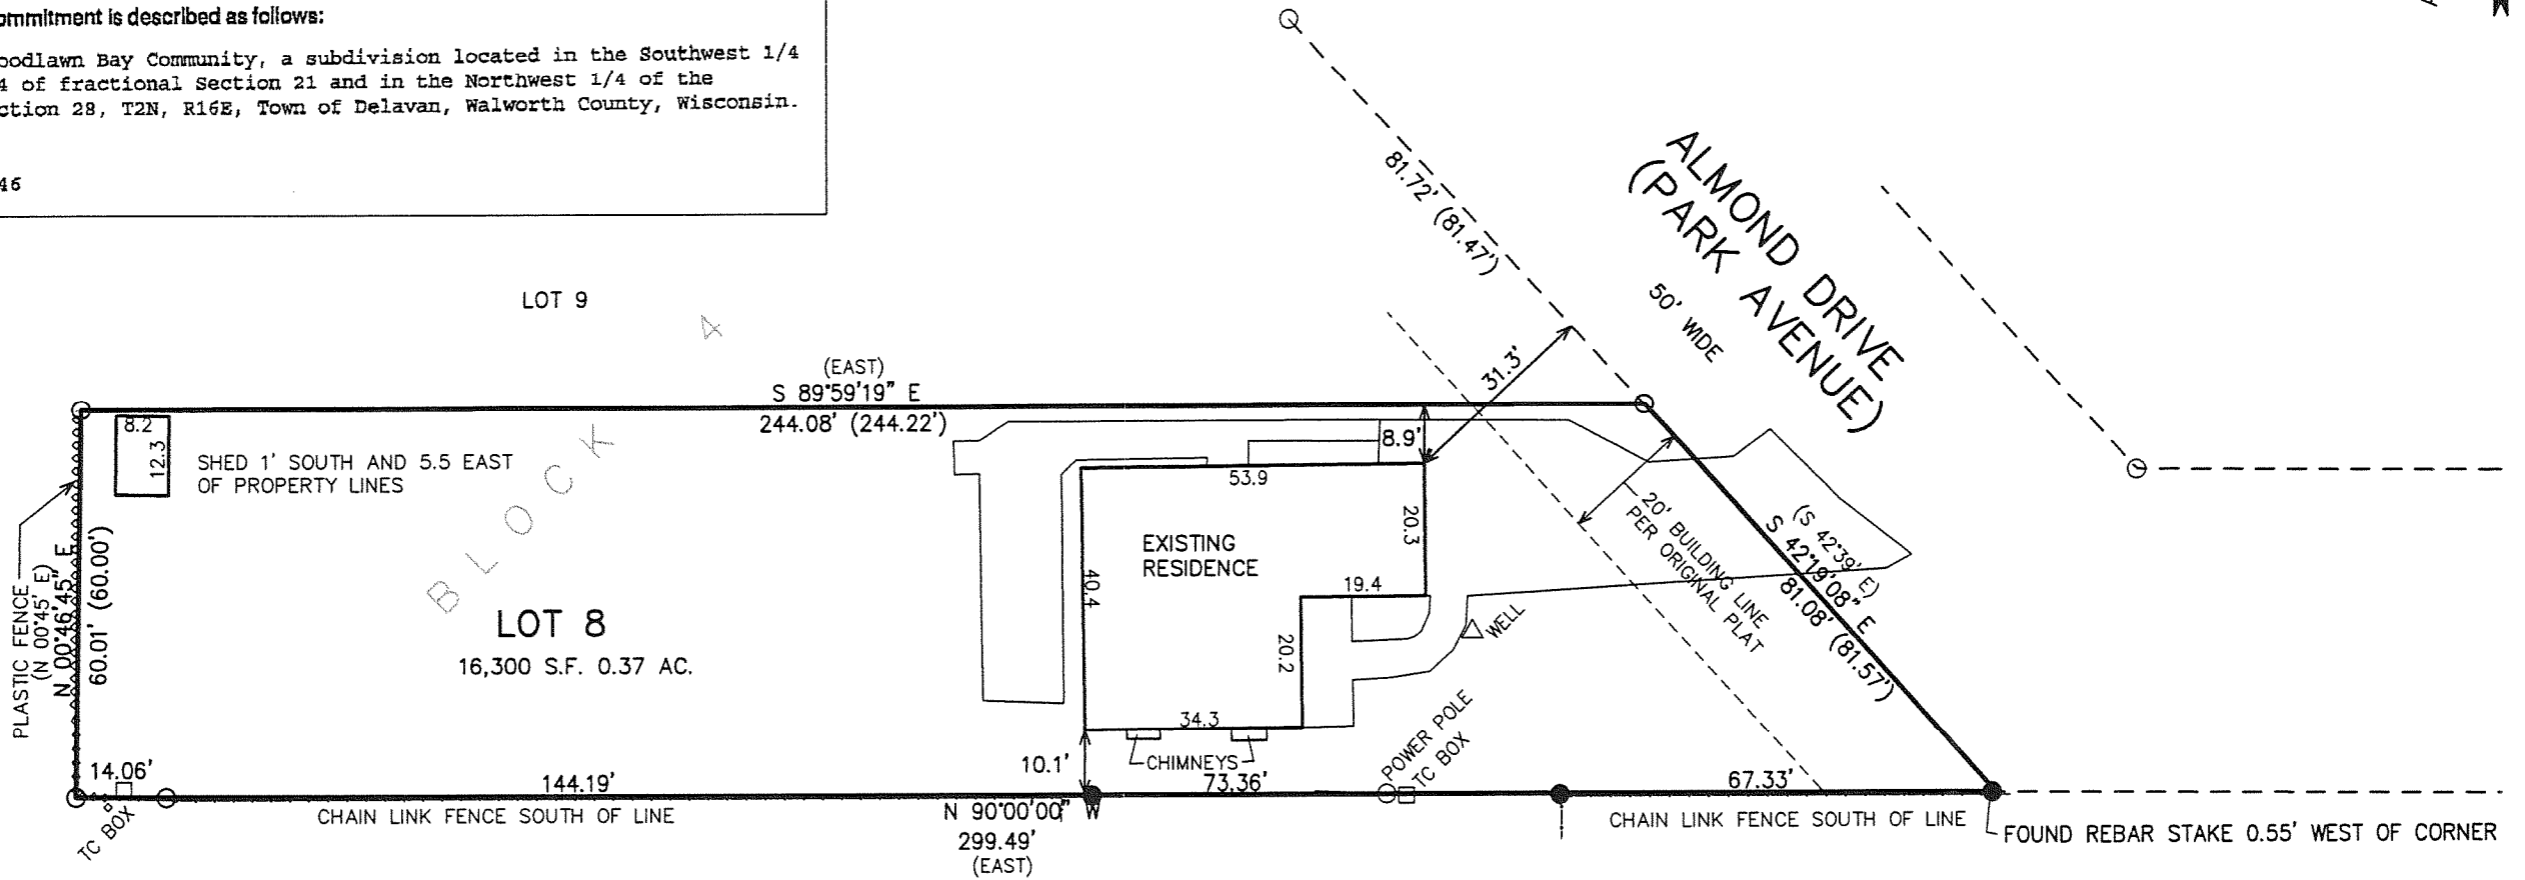 ommitment is described as follows:
oodlawn Bay Community, a subdivision located in the Southwest 1/4
4 of fractional Section 21 and in the Northwest 1/4 of the
ction 28, T2N, R16E, Town of Delavan, Walworth County, Wisconsin.
46
81.72' (81.47')
ALMOND DRIVE
(PARK AVENUE)
50' WIDE
LOT 9
BLOCK 4
(EAST)
S 89°59'19" E
244.08' (244.22')
31.3'
8.9'
8.2
12.3
SHED 1' SOUTH AND 5.5 EAST
OF PROPERTY LINES
53.9
20.3
EXISTING
RESIDENCE
40.4
19.4
20.2
34.3
CHIMNEYS
WELL
20' BUILDING LINE
PER ORIGINAL PLAT
(S 42°39' E)
S 42°19'08" E
81.08' (81.57')
PLASTIC FENCE
(N 00°45' E)
N 00°46'45" E
60.01' (60.00')
LOT 8
16,300 S.F. 0.37 AC.
POWER POLE
TC BOX
14.06'
144.19'
10.1'
73.36'
67.33'
TC BOX
CHAIN LINK FENCE SOUTH OF LINE
N 90°00'00" W
299.49'
(EAST)
CHAIN LINK FENCE SOUTH OF LINE
FOUND REBAR STAKE 0.55' WEST OF CORNER